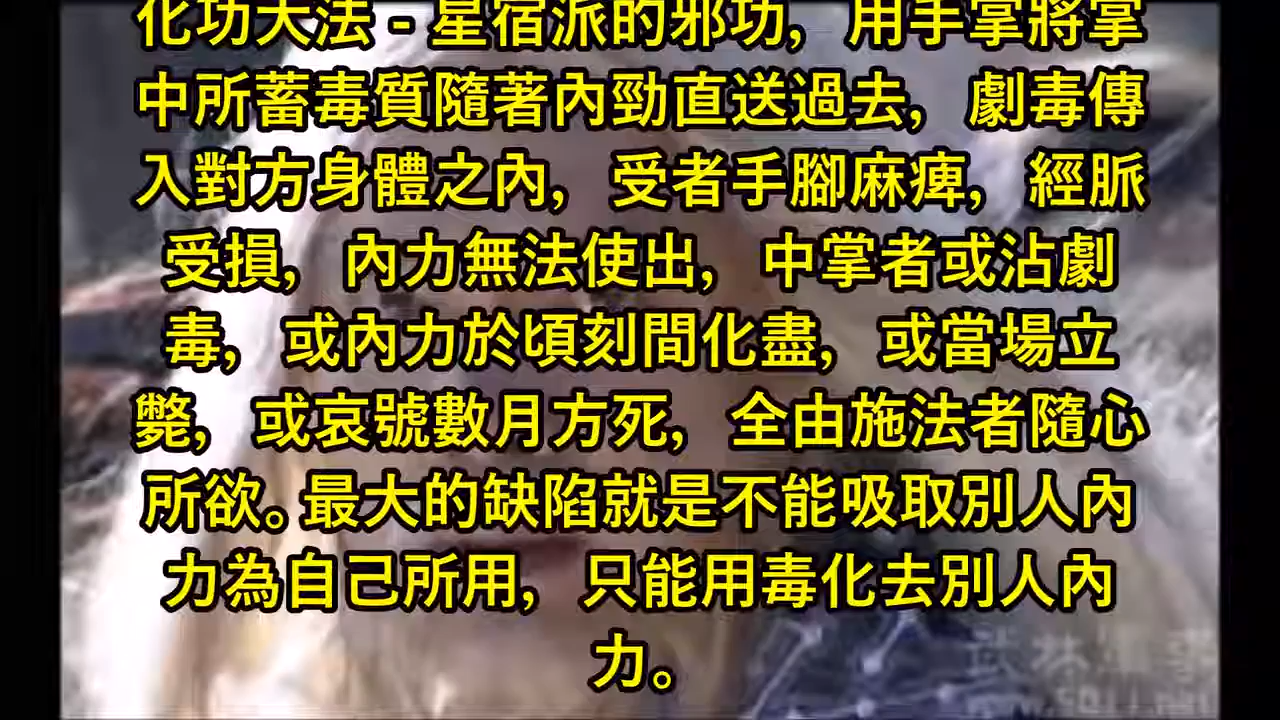 化功大法 - 星宿派的邪功，用手掌將掌
中所蓄毒質隨著內勁直送過去，劇毒傳
入對方身體之內，受者手腳麻痺，經脈
受損，內力無法使出，中掌者或沾劇
毒，或內力於頃刻間化盡，或當場立
斃，或哀號數月方死，全由施法者隨心
所欲。最大的缺陷就是不能吸取別人內
力為自己所用，只能用毒化去別人內
力。